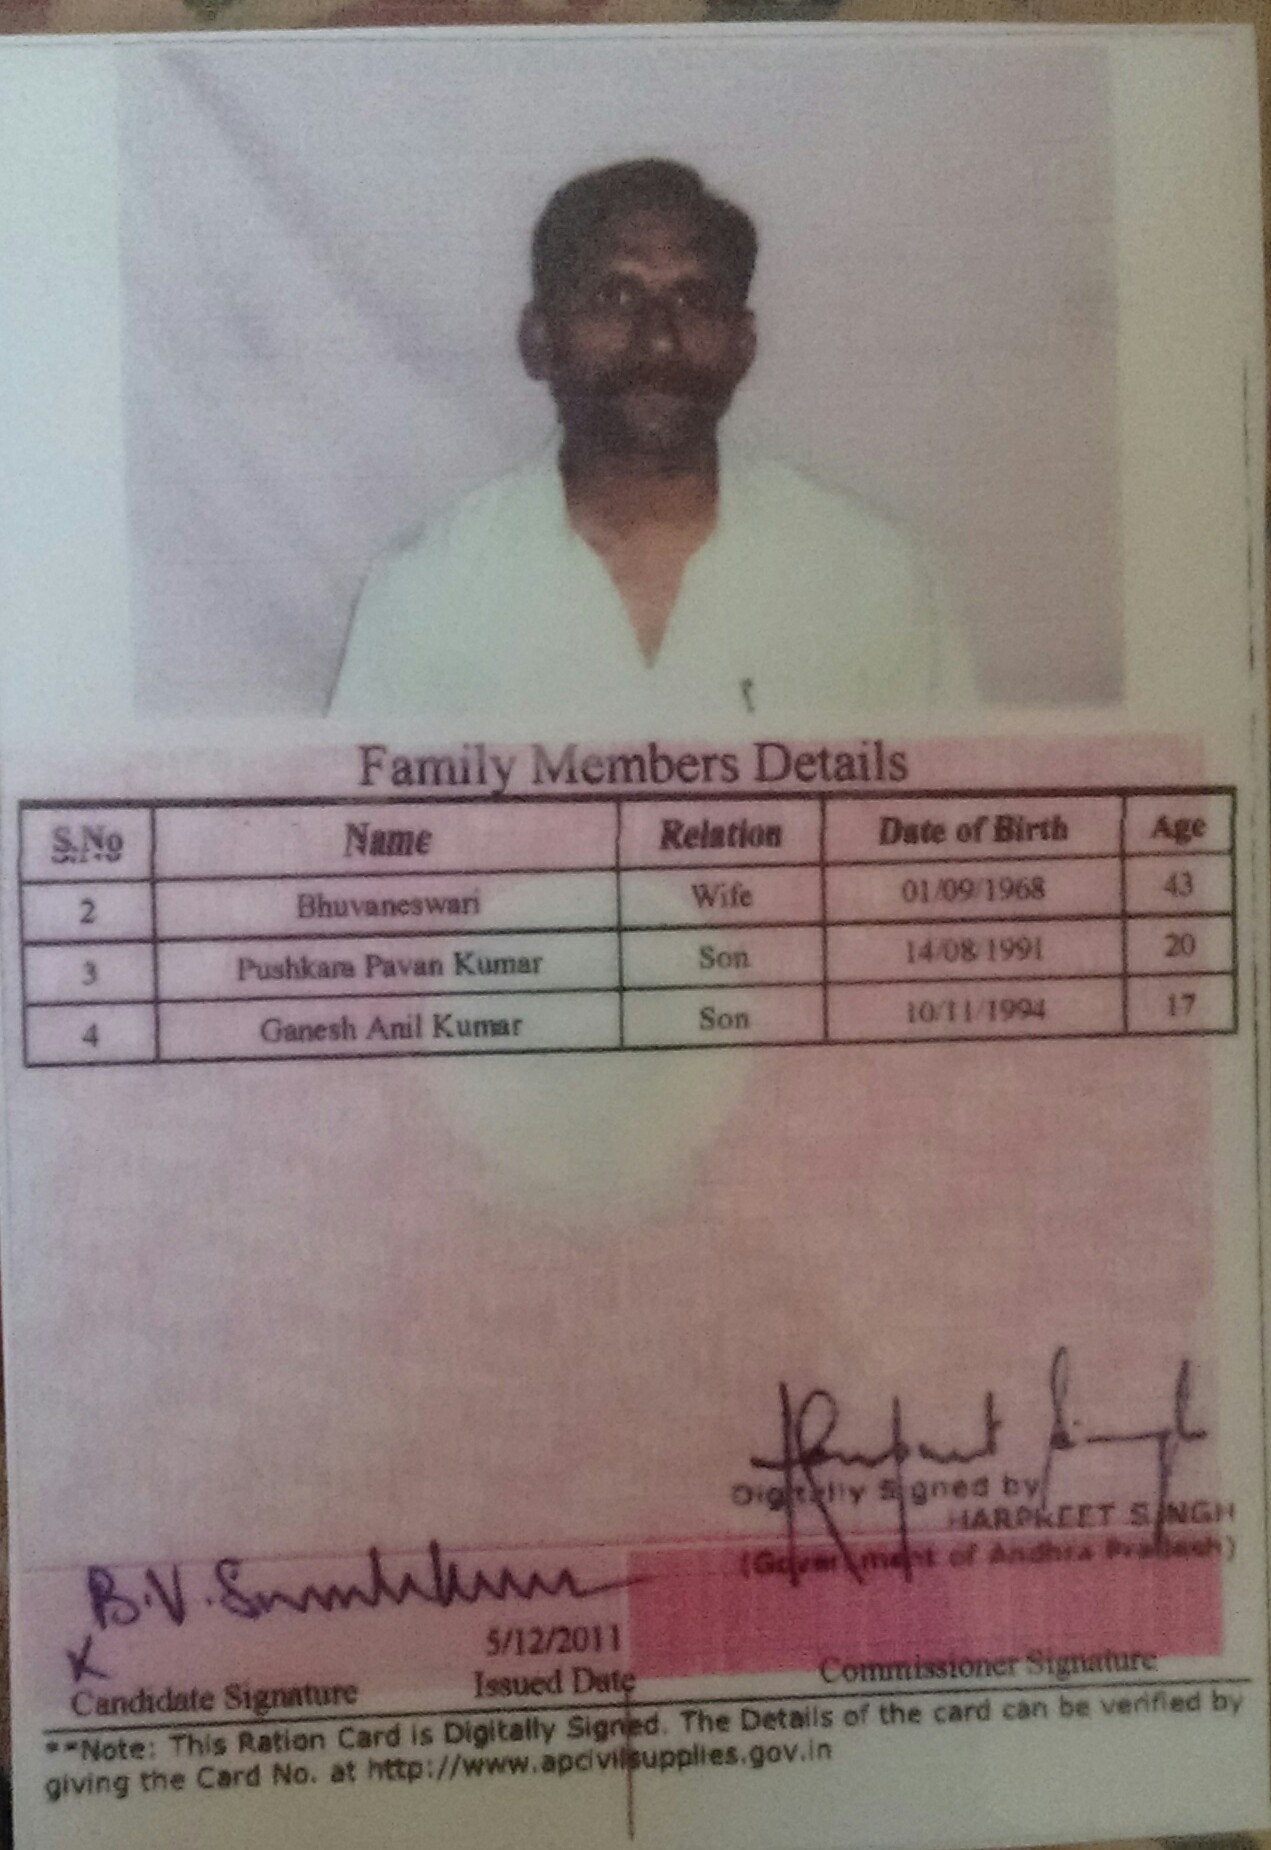 Family Members Details
S.No Name Relation Date of Birth Age
2 Bhuvaneswari Wife 01/09/1968 43
3 Pushkara Pavan Kumar Son 14/08/1991 20
4 Ganesh Anil Kumar Son 10/11/1994 17
Harpreet Singh
Digitally Signed by
HARPREET SINGH
(Government of Andhra Pradesh)
B.V.
5/12/2011
Candidate Signature Issued Date Commissioner Signature
**Note: This Ration Card is Digitally Signed. The Details of the card can be verified by
giving the Card No. at http://www.apcivilsupplies.gov.in